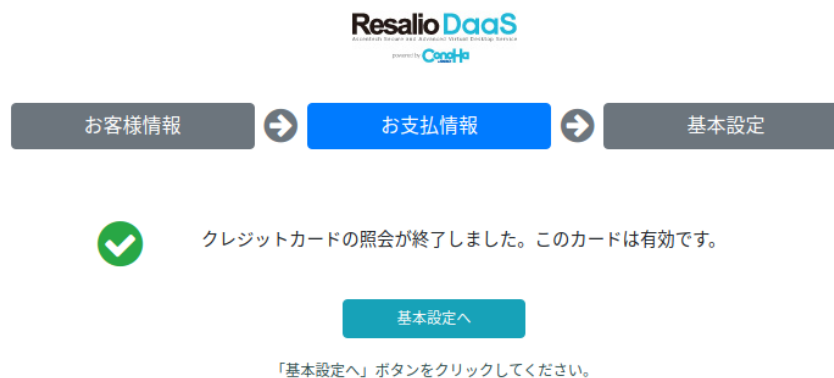 Resalio DaaS
powered by ConoHa
お客様情報
お支払情報
基本設定
クレジットカードの照会が終了しました。このカードは有効です。
基本設定へ
「基本設定へ」ボタンをクリックしてください。